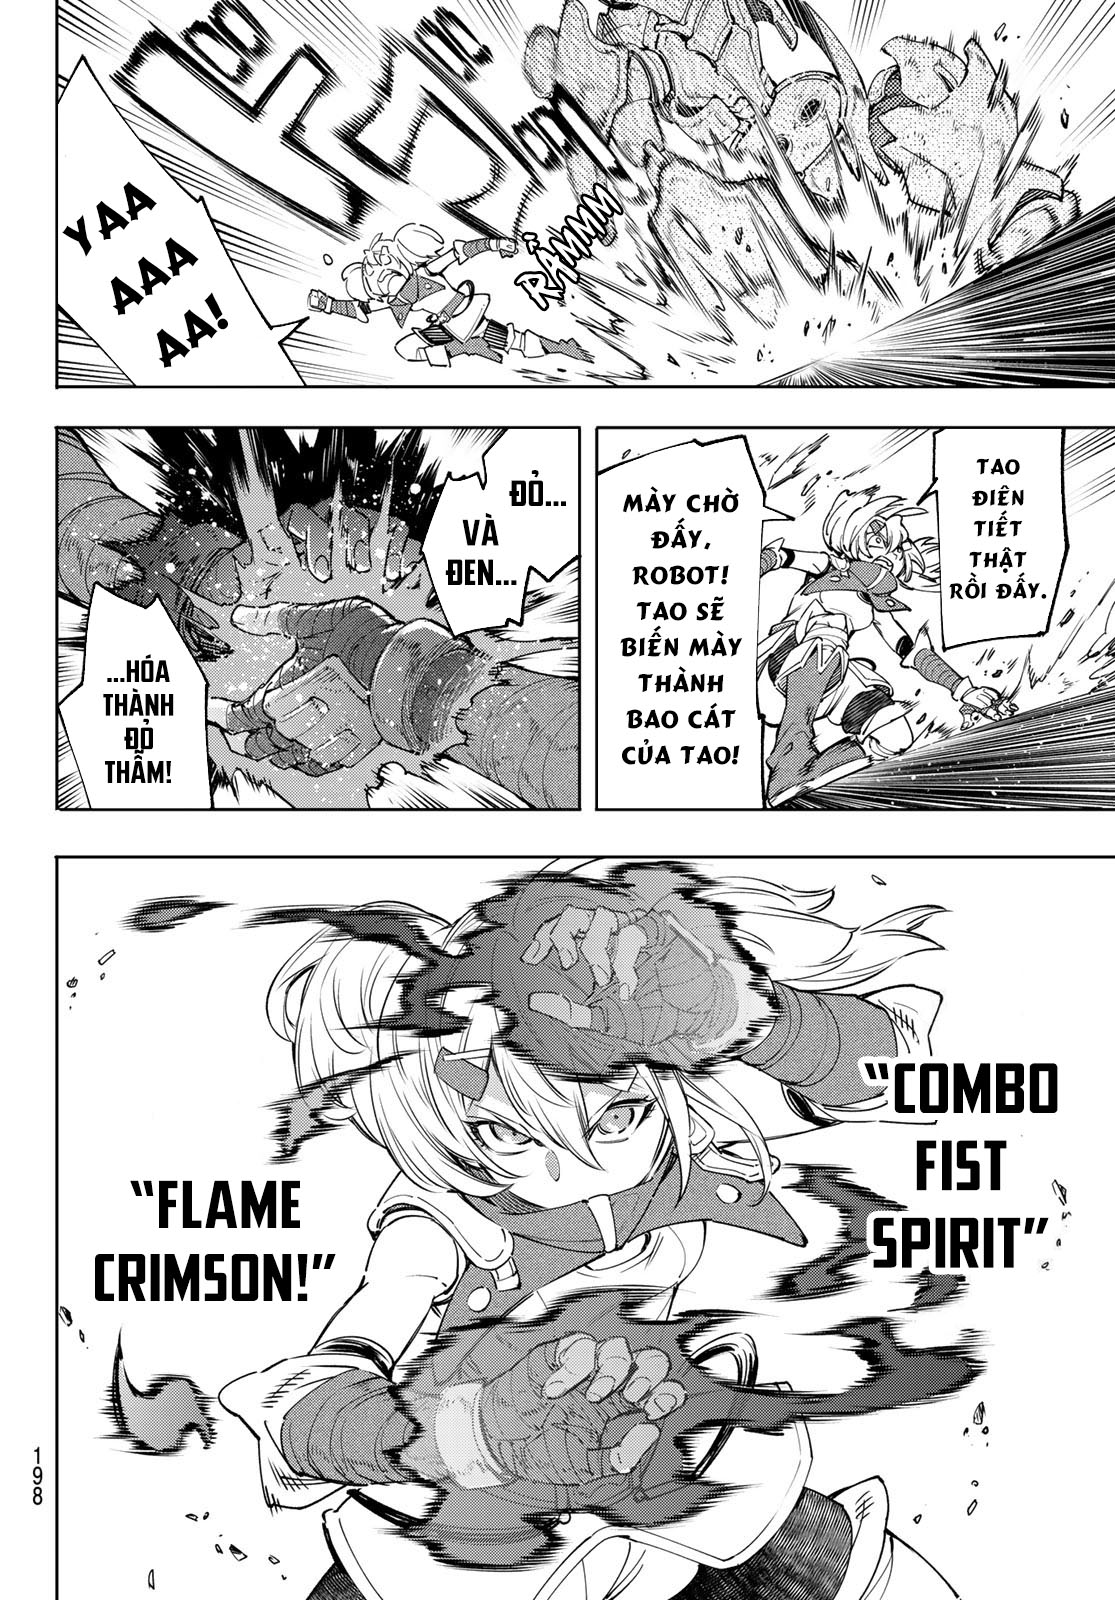 YAA
AAA
AA!
RẦMMM
TAO
ĐIÊN
TIẾT
THẬT
RỒI ĐẤY.
MÀY CHỜ
ĐẤY,
ROBOT!
TAO SẼ
BIẾN MÀY
THÀNH
BAO CÁT
CỦA TAO!
ĐỎ...
VÀ
ĐEN...
...HÓA
THÀNH
ĐỎ
THẪM!
“COMBO
FIST
SPIRIT”
“FLAME
CRIMSON!”
198